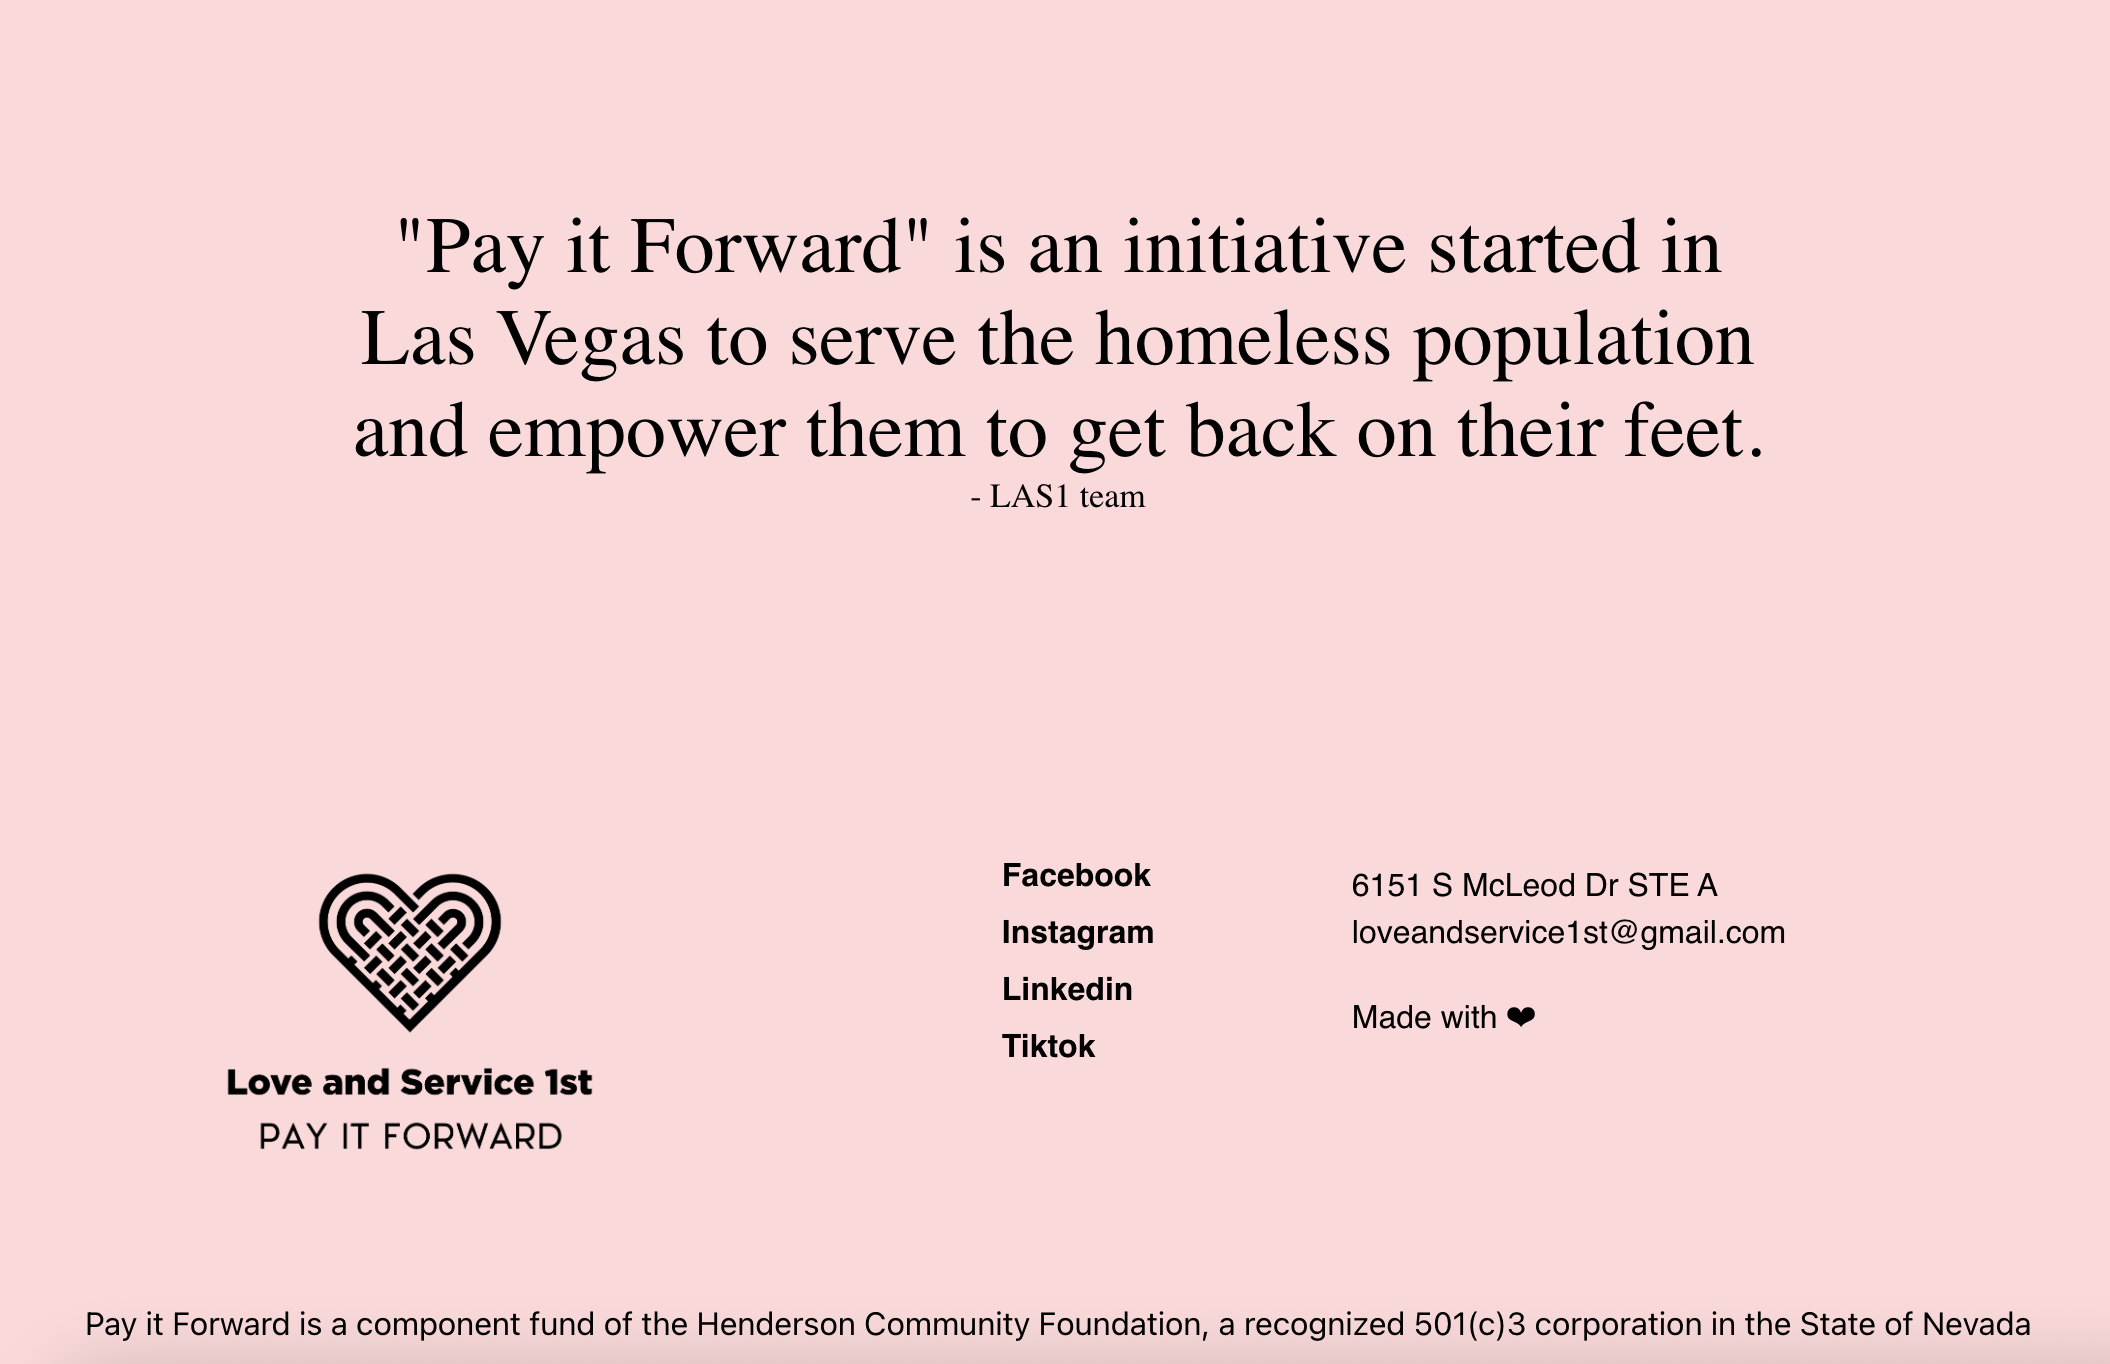 "Pay it Forward" is an initiative started in
Las Vegas to serve the homeless population
and empower them to get back on their feet.
- LAS1 team
Love and Service 1st
PAY IT FORWARD
Facebook
Instagram
Linkedin
Tiktok
6151 S McLeod Dr STE A
loveandservice1st@gmail.com
Made with ❤
Pay it Forward is a component fund of the Henderson Community Foundation, a recognized 501(c)3 corporation in the State of Nevada